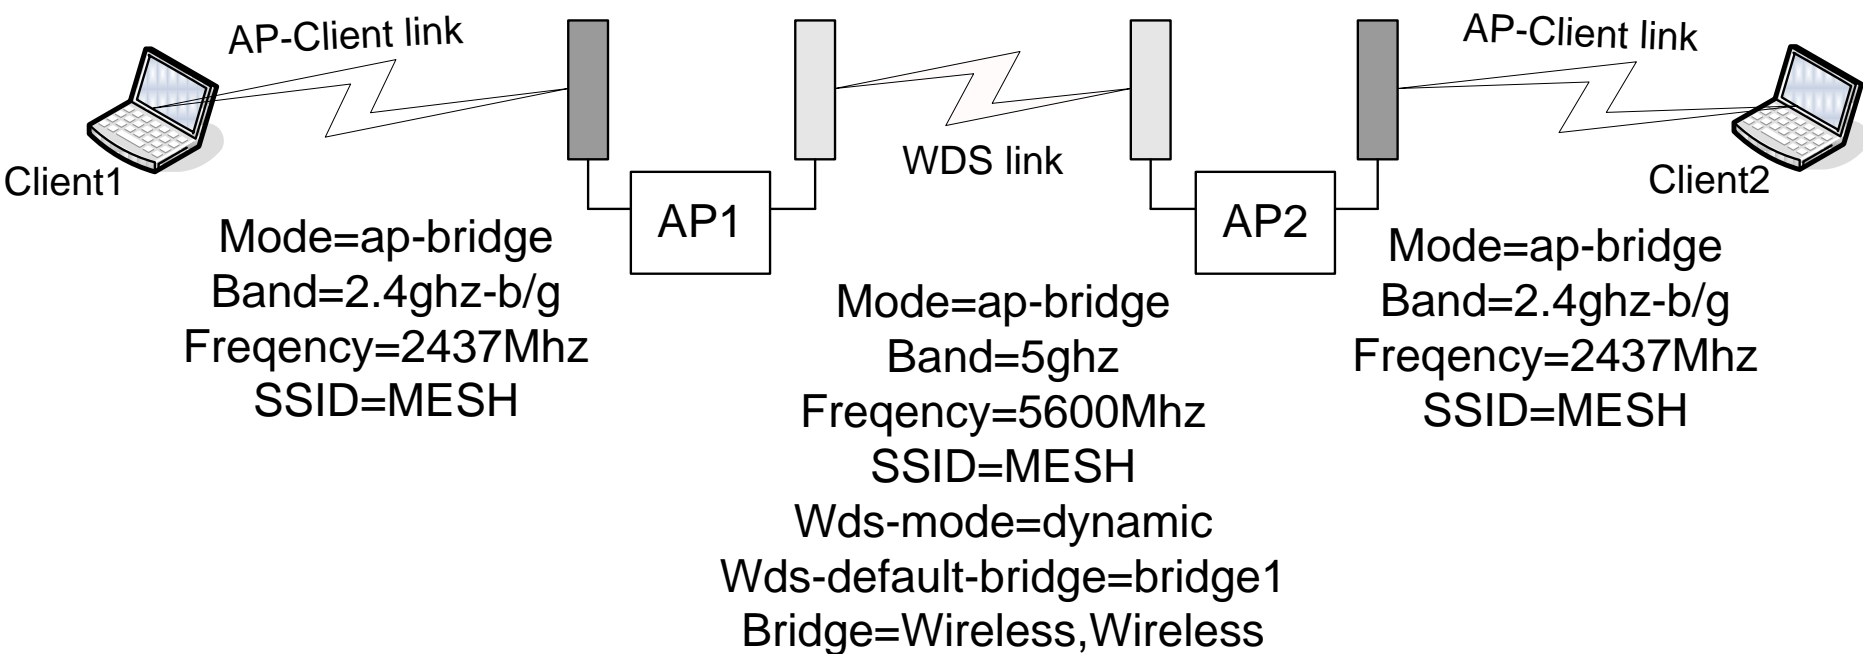 AP-Client link
AP-Client link
WDS link
Client1
Client2
AP1
AP2
Mode=ap-bridge
Band=2.4ghz-b/g
Freqency=2437Mhz
SSID=MESH
Mode=ap-bridge
Band=5ghz
Freqency=5600Mhz
SSID=MESH
Wds-mode=dynamic
Wds-default-bridge=bridge1
Bridge=Wireless,Wireless
Mode=ap-bridge
Band=2.4ghz-b/g
Freqency=2437Mhz
SSID=MESH